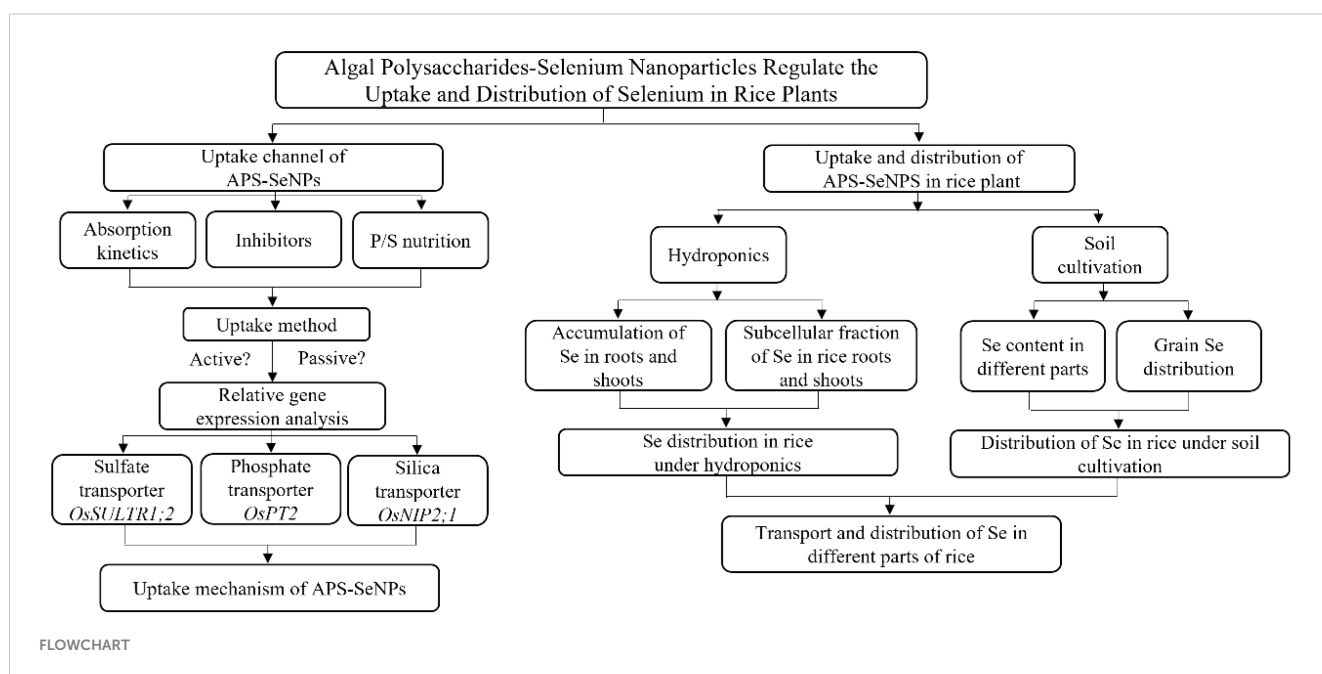 Algal Polysaccharides-Selenium Nanoparticles Regulate the
Uptake and Distribution of Selenium in Rice Plants
Uptake channel of
APS-SeNPs
Absorption
kinetics
Inhibitors
P/S nutrition
Uptake method
Active?
Passive?
Relative gene
expression analysis
Sulfate
transporter
OsSULTR1;2
Phosphate
transporter
OsPT2
Silica
transporter
OsNIP2;1
Uptake mechanism of APS-SeNPs
Uptake and distribution of
APS-SeNPS in rice plant
Hydroponics
Soil
cultivation
Accumulation of
Se in roots and
shoots
Subcellular fraction
of Se in rice roots
and shoots
Se content in
different parts
Grain Se
distribution
Se distribution in rice
under hydroponics
Distribution of Se in rice under soil
cultivation
Transport and distribution of Se in
different parts of rice
FLOWCHART